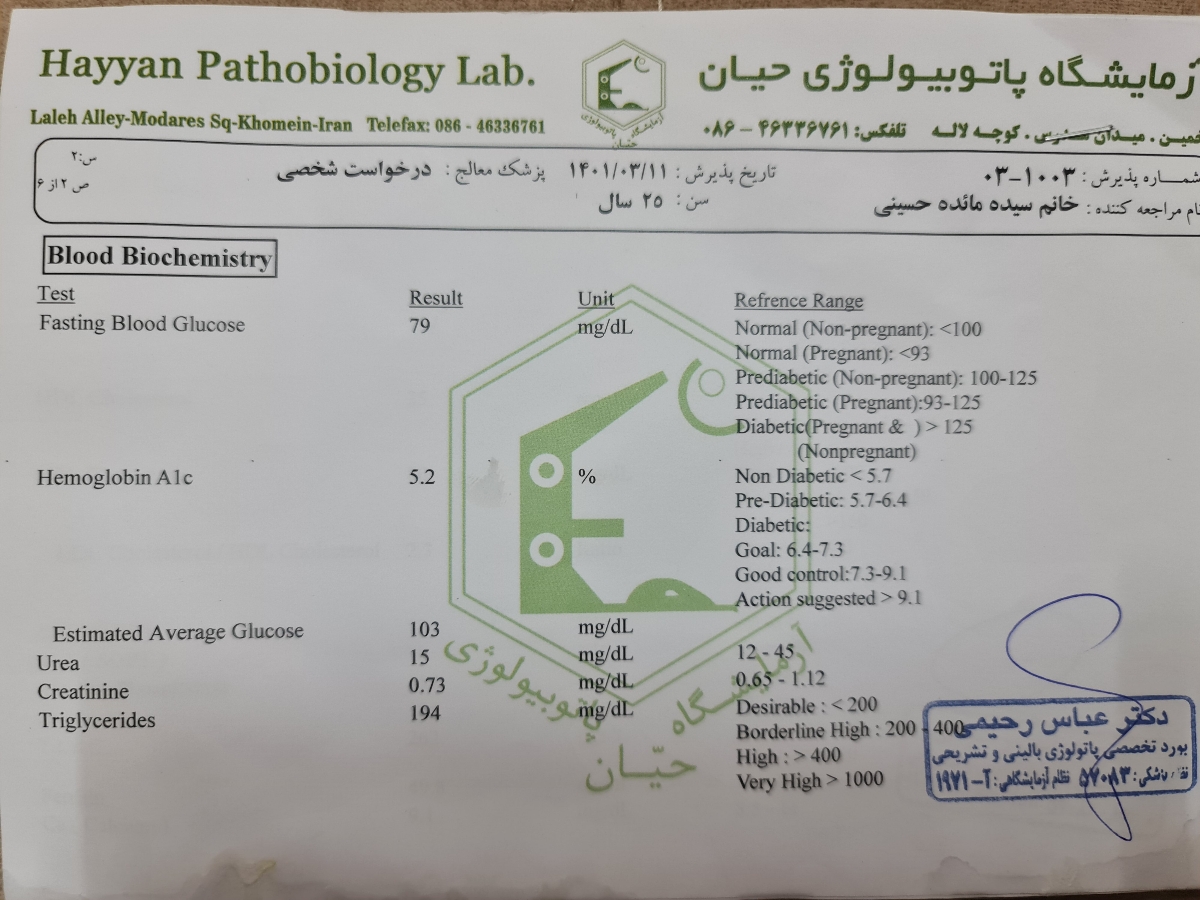 Hayyan Pathobiology Lab.
آزمایشگاه پاتوبیولوژی حیان
Laleh Alley-Modares Sq-Khomein-Iran Telefax: 086 - 46336761
خمین . میدان مدرس . کوچه لاله تلفکس: ۴۶۳۳۶۷۶۱ – ۰۸۶
شماره پذیرش : ۱۰۰۳-۰۳ تاریخ پذیرش : ۱۴۰۱/۰۳/۱۱ پزشک معالج : درخواست شخصی س:۲
نام مراجعه کننده : خانم سیده مائده حسینی سن : ۲۵ سال ص ۲ از ۶
Blood Biochemistry
Test Result Unit Refrence Range
Fasting Blood Glucose 79 mg/dL Normal (Non-pregnant): <100
Normal (Pregnant): <93
Prediabetic (Non-pregnant): 100-125
Prediabetic (Pregnant):93-125
Diabetic(Pregnant & ) > 125
(Nonpregnant)
Hemoglobin A1c 5.2 % Non Diabetic < 5.7
Pre-Diabetic: 5.7-6.4
Diabetic:
Goal: 6.4-7.3
Good control:7.3-9.1
Action suggested > 9.1
Estimated Average Glucose 103 mg/dL
Urea 15 mg/dL 12 - 45
Creatinine 0.73 mg/dL 0.65 - 1.12
Triglycerides 194 mg/dL Desirable : < 200
Borderline High : 200 - 400
High : > 400
Very High > 1000
آزمایشگاه پاتوبیولوژی
حیّان
دکتر عباس رحیمی
بورد تخصصی پاتولوژی بالینی و تشریحی
نظام پزشکی: ۵۷۰۸۳ نظام آزمایشگاهی: آ-۱۹۷۱